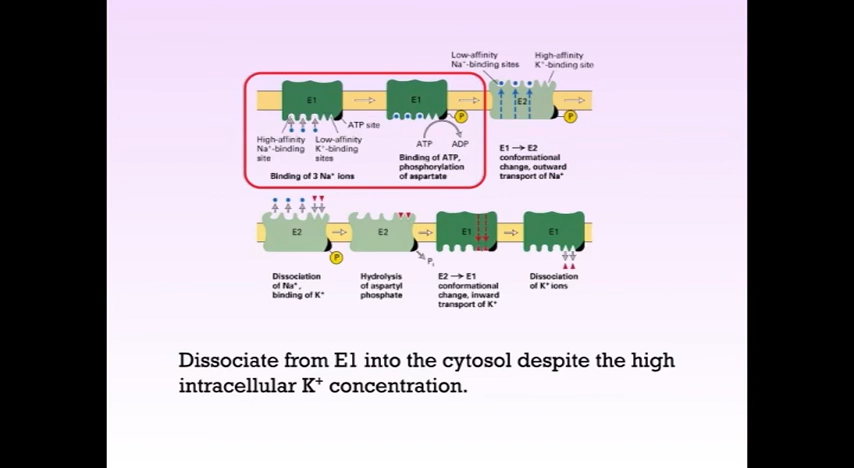 Low-affinity
Na⁺-binding sites
High-affinity
K⁺-binding site
E1
E1
E2
ATP site
P
P
High-affinity
Na⁺-binding
site
Low-affinity
K⁺-binding
sites
ATP
ADP
Binding of 3 Na⁺ ions
Binding of ATP,
phosphorylation
of aspartate
E1 → E2
conformational
change, outward
transport of Na⁺
E2
E2
E1
E1
P
Pᵢ
Dissociation
of Na⁺,
binding of K⁺
Hydrolysis
of aspartyl
phosphate
E2 → E1
conformational
change, inward
transport of K⁺
Dissociation
of K⁺ ions
Dissociate from E1 into the cytosol despite the high
intracellular K⁺ concentration.